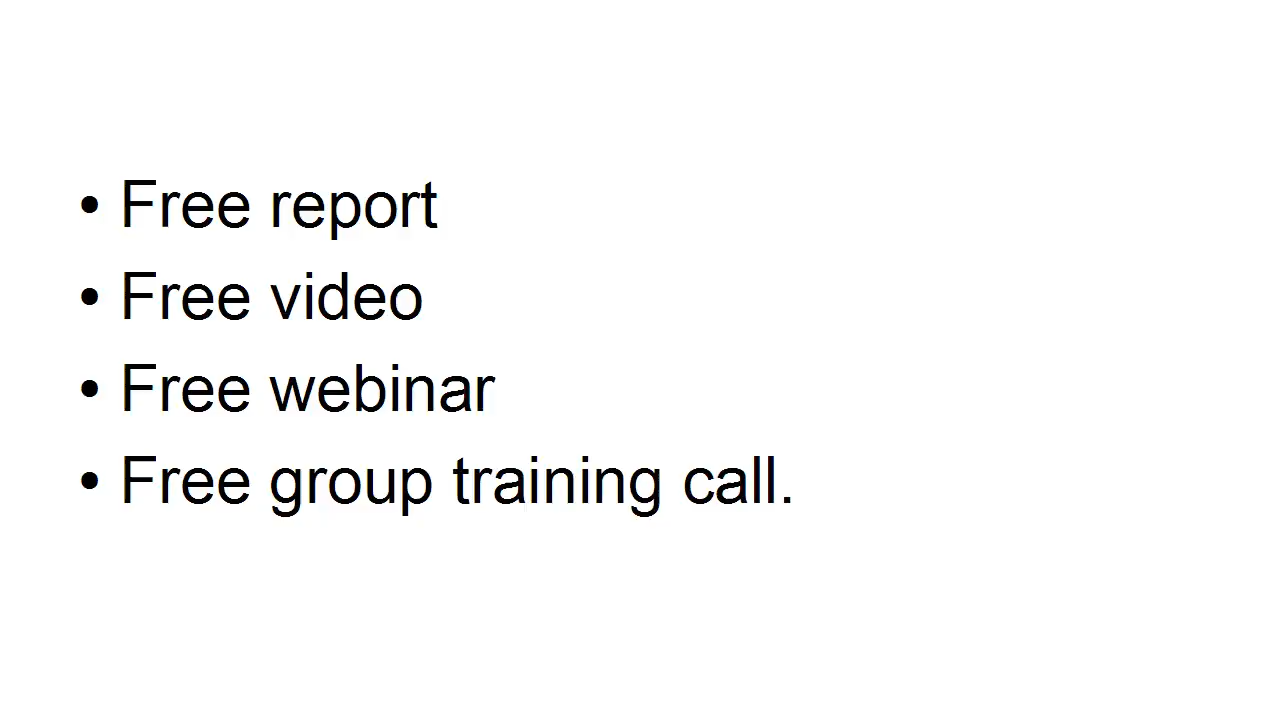 • Free report
• Free video
• Free webinar
• Free group training call.